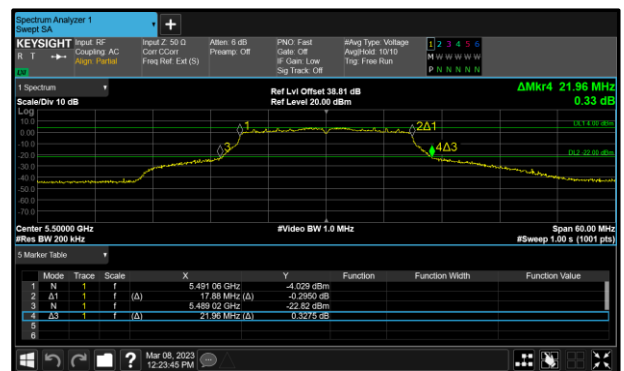 Spectrum Analyzer 1
Swept SA
+
KEYSIGHT Input: RF Input Z: 50 Ω Atten: 6 dB PNO: Fast #Avg Type: Voltage 1 2 3 4 5 6
R T Coupling: AC Corr CCorr Preamp: Off Gate: Off Avg|Hold: 10/10 M W W W W W
Align: Partial Freq Ref: Ext (S) IF Gain: Low Trig: Free Run
Sig Track: Off P N N N N N
1 Spectrum Ref Lvl Offset 38.81 dB ΔMkr4 21.96 MHz
Scale/Div 10 dB Ref Level 20.00 dBm 0.33 dB
Log
10.0 DL1 4.00 dBm
0.00 1 2Δ1
-10.0
-20.0 3 4Δ3 DL2 -22.00 dBm
-30.0
-40.0
-50.0
-60.0
-70.0
Center 5.50000 GHz #Video BW 1.0 MHz Span 60.00 MHz
#Res BW 200 kHz #Sweep 1.00 s (1001 pts)
5 Marker Table
Mode Trace Scale X Y Function Function Width Function Value
1 N 1 f 5.491 06 GHz -4.029 dBm
2 Δ1 1 f (Δ) 17.88 MHz (Δ) -0.2950 dB
3 N 1 f 5.489 02 GHz -22.82 dBm
4 Δ3 1 f (Δ) 21.96 MHz (Δ) 0.3275 dB
5
6
? Mar 08, 2023
12:23:45 PM